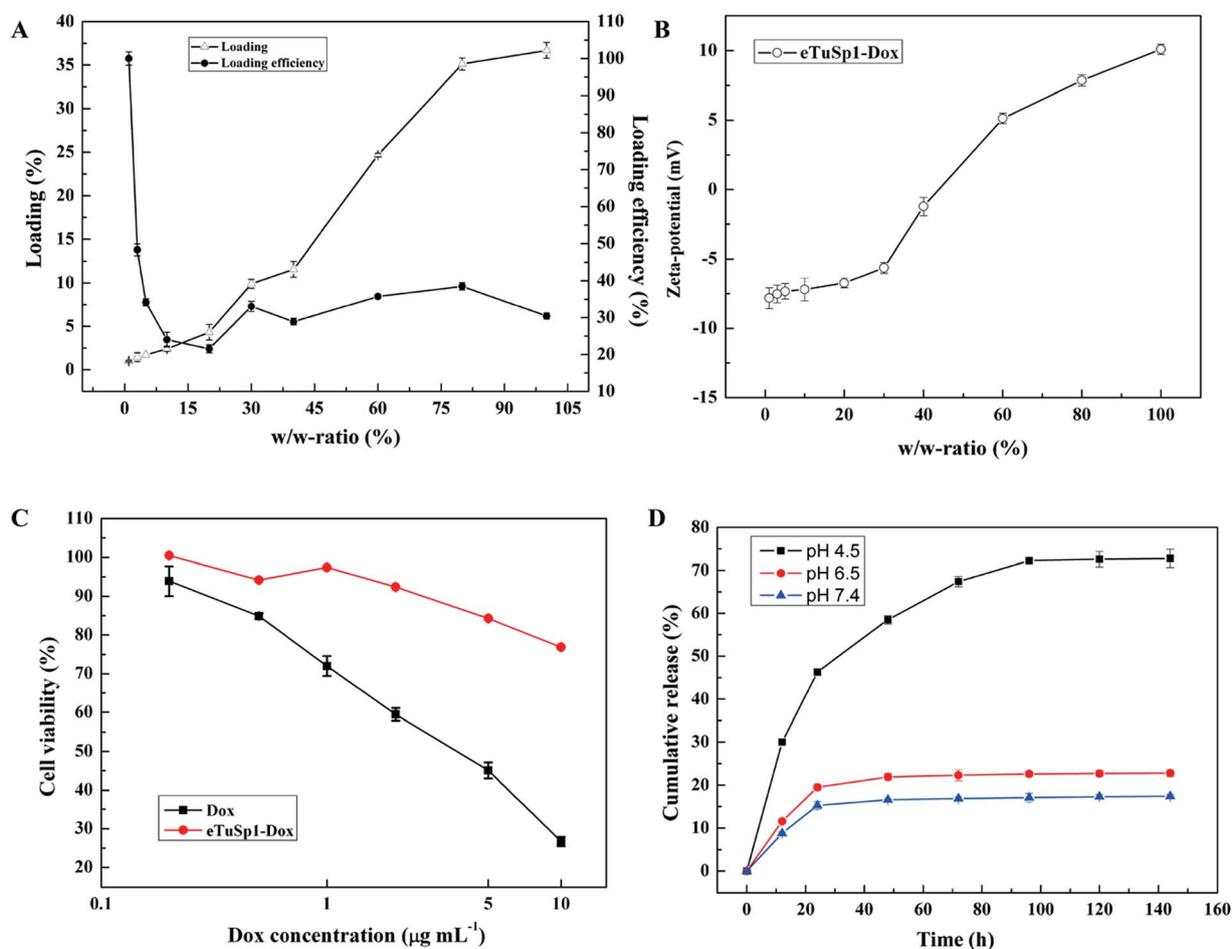 A
Loading (%)
40
35
30
25
20
15
10
5
0
Loading
Loading efficiency
110
100
90
80
70
60
50
40
30
20
10
Loading efficiency (%)
0 15 30 45 60 75 90 105
w/w-ratio (%)
B
Zeta-potential (mV)
10
5
0
-5
-10
-15
eTuSp1-Dox
0 20 40 60 80 100
w/w-ratio (%)
C
Cell viability (%)
110
100
90
80
70
60
50
40
30
20
Dox
eTuSp1-Dox
0.1 1 5 10
Dox concentration (μg mL⁻¹)
D
Cumulative release (%)
80
70
60
50
40
30
20
10
0
pH 4.5
pH 6.5
pH 7.4
0 20 40 60 80 100 120 140 160
Time (h)